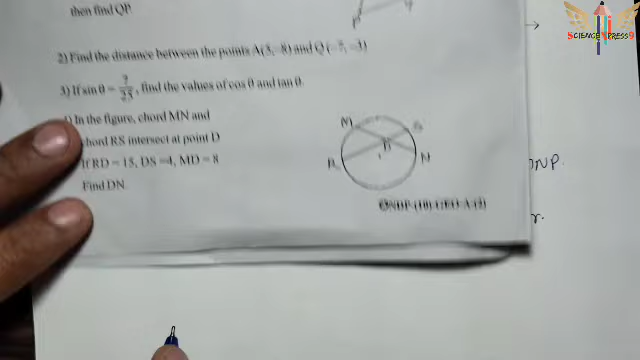 then find QP
2) Find the distance between the points A(5, –8) and Q (–7, –3)
3) If sin θ = 7/25, find the values of cos θ and tan θ.
In the figure, chord MN and
chord RS intersect at point D
If RD = 15, DS =4, MD = 8
Find DN
M
S
D
R
N
P
SCIENCEXPRESS9